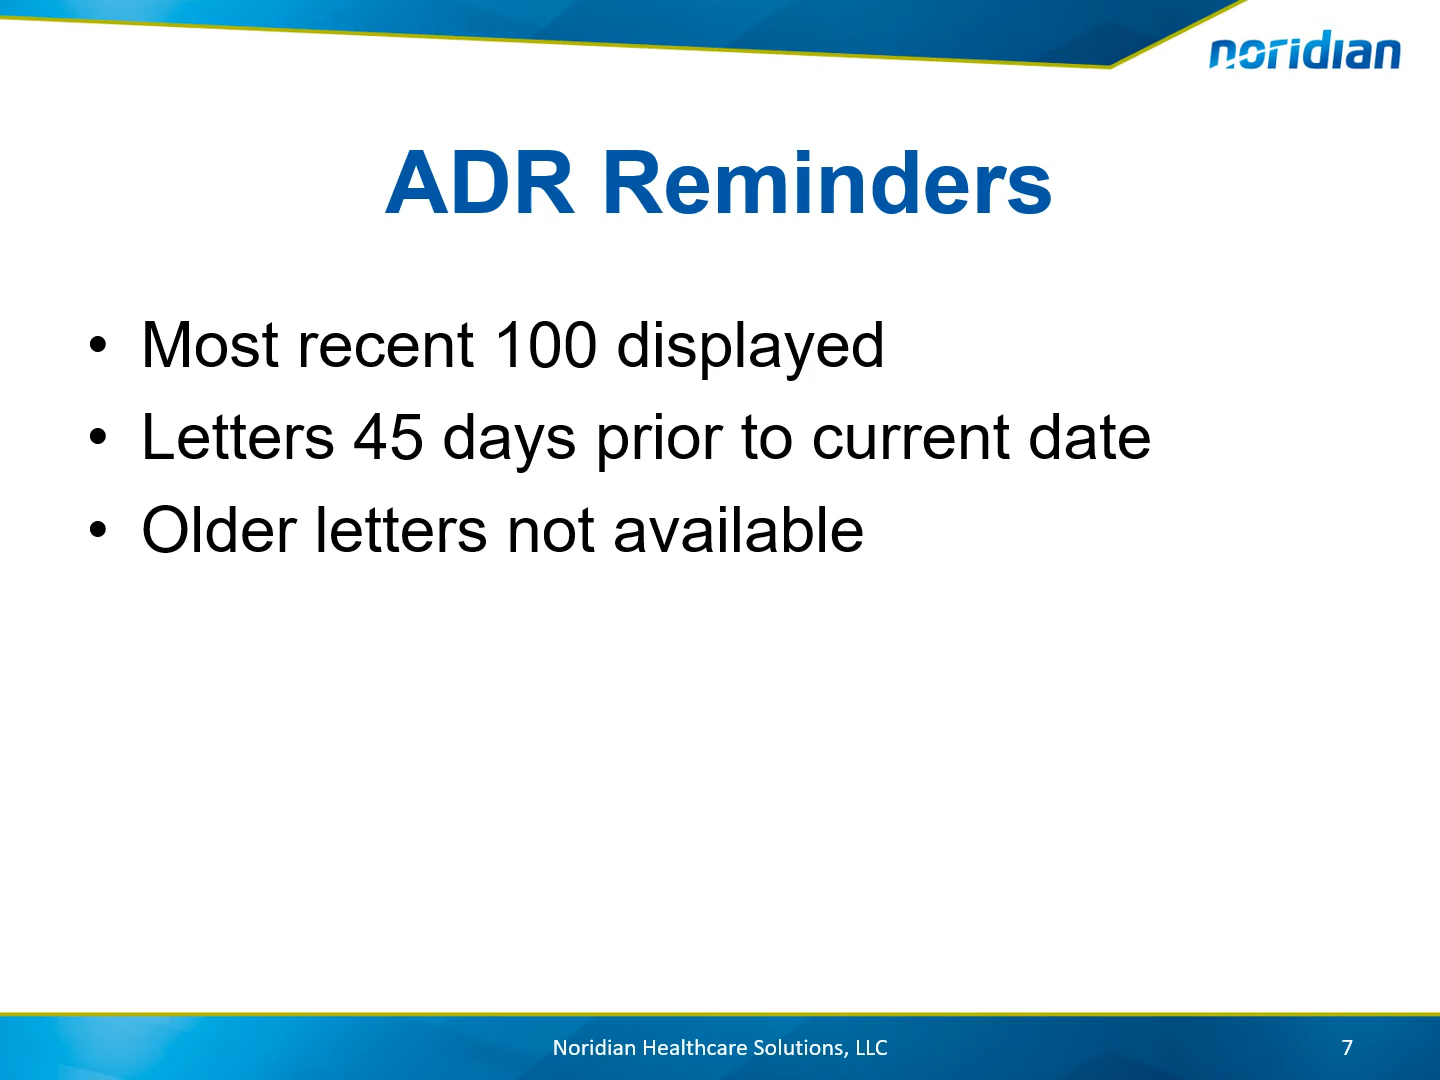 noridian
ADR Reminders
• Most recent 100 displayed
• Letters 45 days prior to current date
• Older letters not available
Noridian Healthcare Solutions, LLC
7